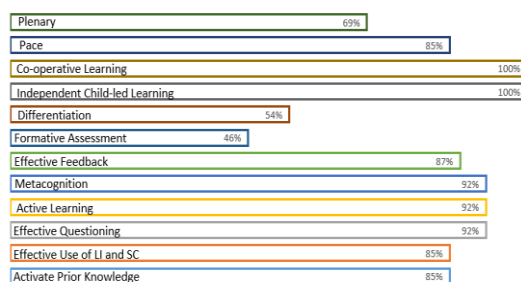 Plenary 69%
Pace 85%
Co-operative Learning 100%
Independent Child-led Learning 100%
Differentiation 54%
Formative Assessment 46%
Effective Feedback 87%
Metacognition 92%
Active Learning 92%
Effective Questioning 92%
Effective Use of LI and SC 85%
Activate Prior Knowledge 85%